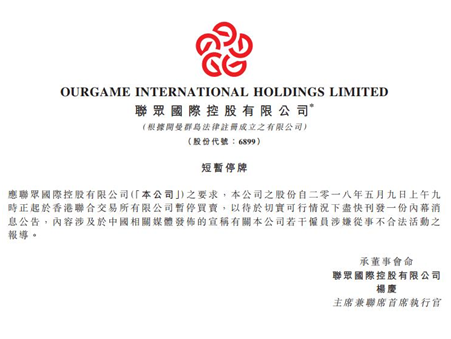 OURGAME INTERNATIONAL HOLDINGS LIMITED
聯眾國際控股有限公司*
(根據開曼群島法律註冊成立之有限公司)
(股份代號：6899)
短暫停牌
應聯眾國際控股有限公司(「本公司」)之要求，本公司之股份自二零一八年五月九日上午九
時正起於香港聯合交易所有限公司暫停買賣，以待於實切可行情況下盡快刊發一份內幕消
息公告，內容涉及於中國相關媒體發佈的宣稱有關本公司若干僱員涉嫌從事不合法活動之
報導。
承董事會命
聯眾國際控股有限公司
楊慶
主席兼聯席首席執行官